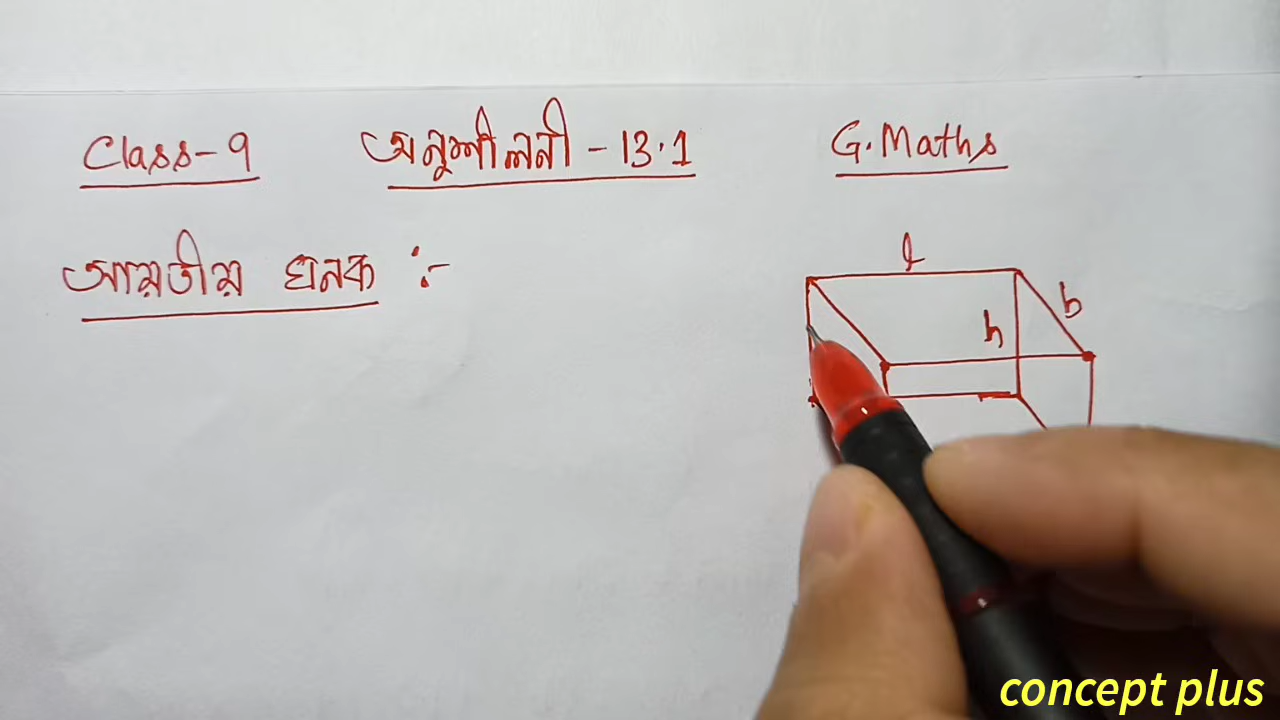 Class-9 অনুশীলনী-13.1 G.Maths
আয়তীয় ঘনক :-
l
b
h
concept plus